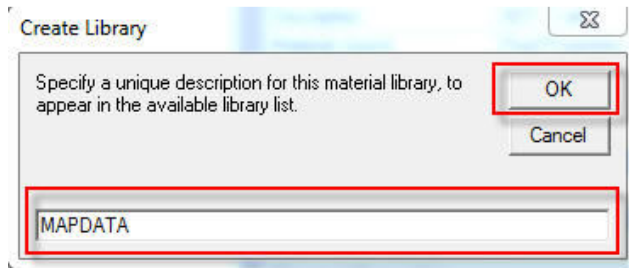 Create Library
Specify a unique description for this material library, to
appear in the available library list.
OK
Cancel
MAPDATA